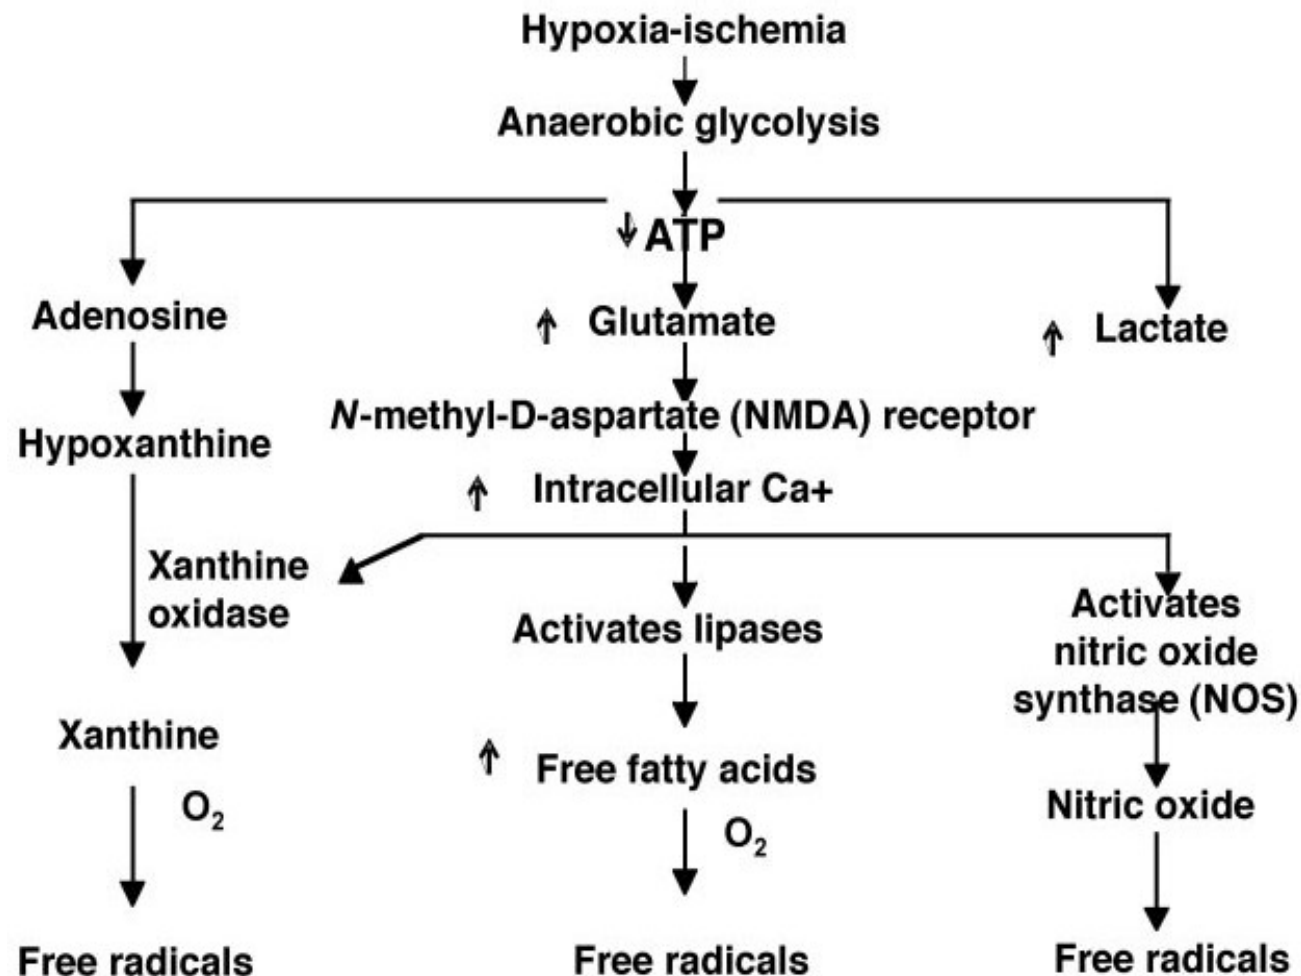 Hypoxia-ischemia
Anaerobic glycolysis
ATP
Adenosine
Glutamate
Lactate
N-methyl-D-aspartate (NMDA) receptor
Hypoxanthine
Intracellular Ca+
Xanthine
oxidase
Activates lipases
Activates
nitric oxide
synthase (NOS)
Xanthine
Free fatty acids
O₂
Nitric oxide
O₂
Free radicals
Free radicals
Free radicals